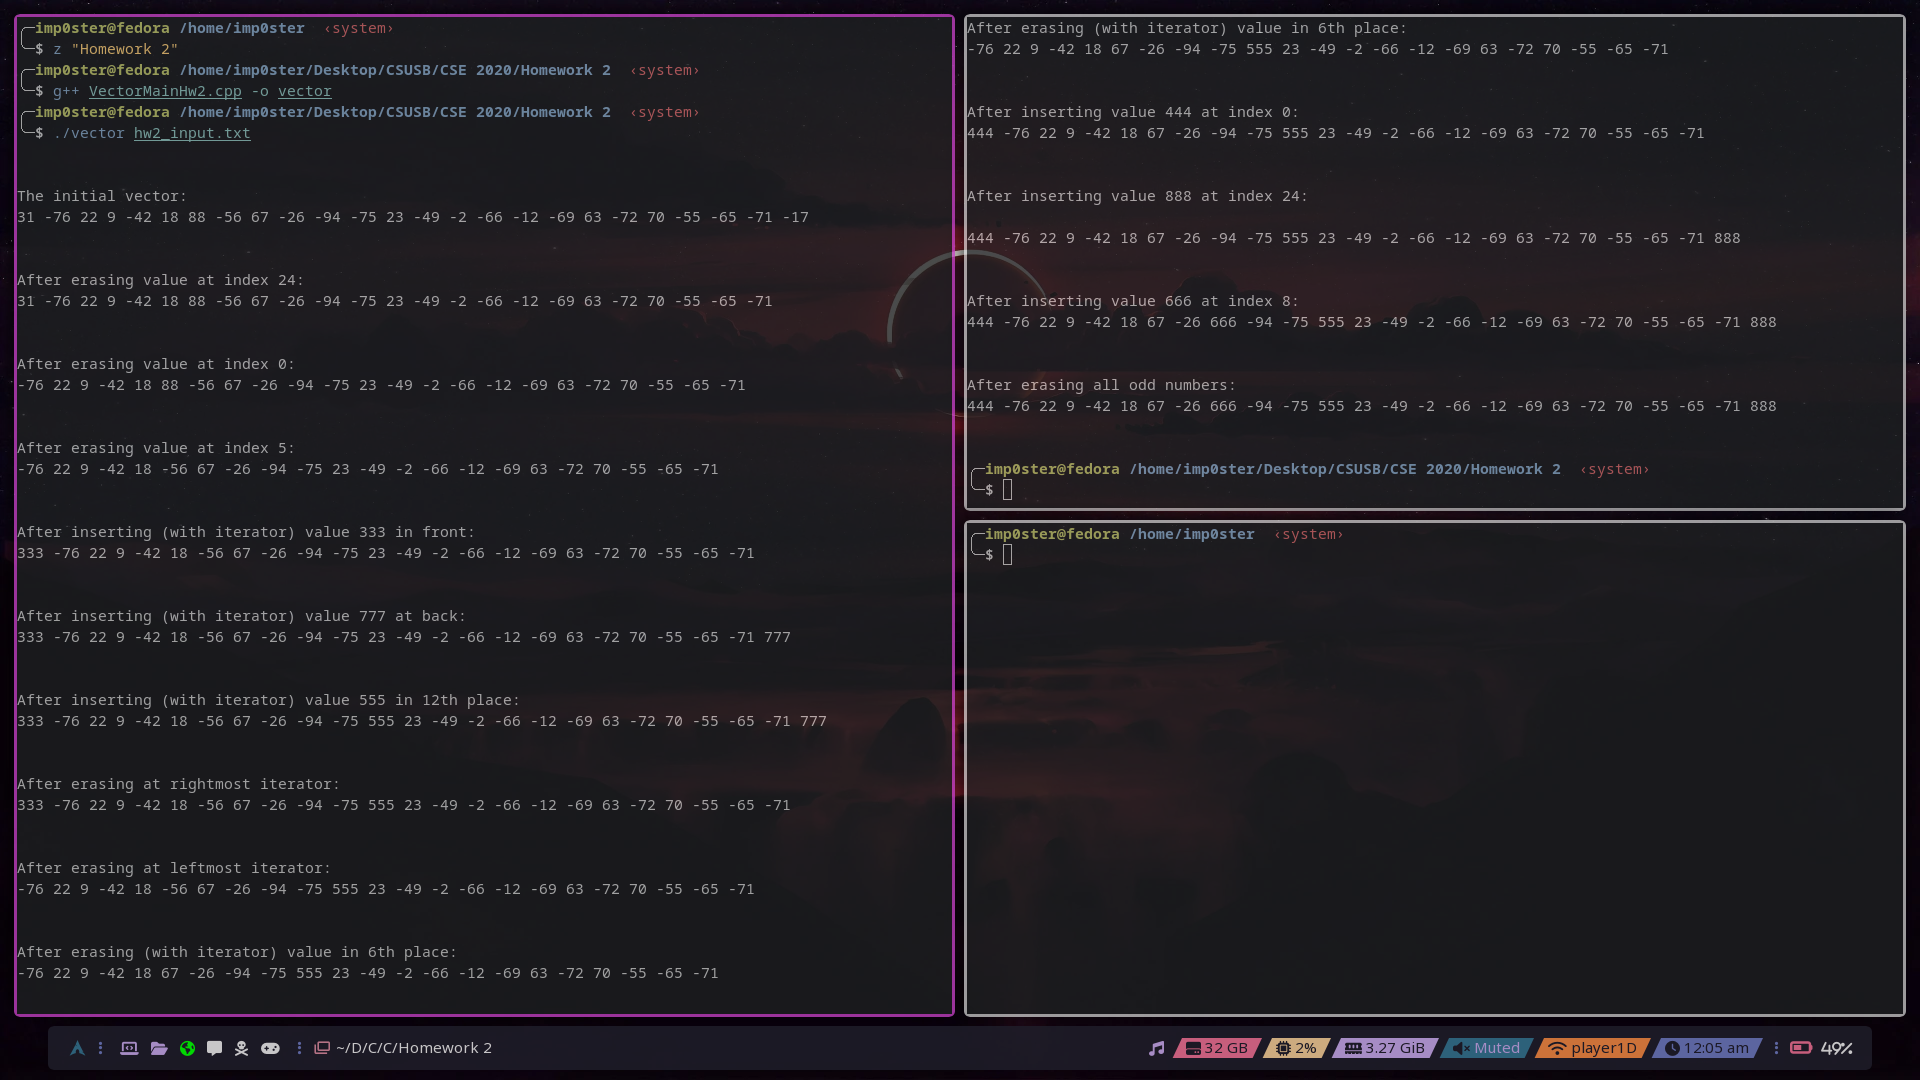 imp0ster@fedora /home/imp0ster ‹system›
$ z "Homework 2"
imp0ster@fedora /home/imp0ster/Desktop/CSUSB/CSE 2020/Homework 2 ‹system›
$ g++ VectorMainHw2.cpp -o vector
imp0ster@fedora /home/imp0ster/Desktop/CSUSB/CSE 2020/Homework 2 ‹system›
$ ./vector hw2_input.txt
The initial vector:
31 -76 22 9 -42 18 88 -56 67 -26 -94 -75 23 -49 -2 -66 -12 -69 63 -72 70 -55 -65 -71 -17
After erasing value at index 24:
31 -76 22 9 -42 18 88 -56 67 -26 -94 -75 23 -49 -2 -66 -12 -69 63 -72 70 -55 -65 -71
After erasing value at index 0:
-76 22 9 -42 18 88 -56 67 -26 -94 -75 23 -49 -2 -66 -12 -69 63 -72 70 -55 -65 -71
After erasing value at index 5:
-76 22 9 -42 18 -56 67 -26 -94 -75 23 -49 -2 -66 -12 -69 63 -72 70 -55 -65 -71
After inserting (with iterator) value 333 in front:
333 -76 22 9 -42 18 -56 67 -26 -94 -75 23 -49 -2 -66 -12 -69 63 -72 70 -55 -65 -71
After inserting (with iterator) value 777 at back:
333 -76 22 9 -42 18 -56 67 -26 -94 -75 23 -49 -2 -66 -12 -69 63 -72 70 -55 -65 -71 777
After inserting (with iterator) value 555 in 12th place:
333 -76 22 9 -42 18 -56 67 -26 -94 -75 555 23 -49 -2 -66 -12 -69 63 -72 70 -55 -65 -71 777
After erasing at rightmost iterator:
333 -76 22 9 -42 18 -56 67 -26 -94 -75 555 23 -49 -2 -66 -12 -69 63 -72 70 -55 -65 -71
After erasing at leftmost iterator:
-76 22 9 -42 18 -56 67 -26 -94 -75 555 23 -49 -2 -66 -12 -69 63 -72 70 -55 -65 -71
After erasing (with iterator) value in 6th place:
-76 22 9 -42 18 67 -26 -94 -75 555 23 -49 -2 -66 -12 -69 63 -72 70 -55 -65 -71
After erasing (with iterator) value in 6th place:
-76 22 9 -42 18 67 -26 -94 -75 555 23 -49 -2 -66 -12 -69 63 -72 70 -55 -65 -71
After inserting value 444 at index 0:
444 -76 22 9 -42 18 67 -26 -94 -75 555 23 -49 -2 -66 -12 -69 63 -72 70 -55 -65 -71
After inserting value 888 at index 24:
444 -76 22 9 -42 18 67 -26 -94 -75 555 23 -49 -2 -66 -12 -69 63 -72 70 -55 -65 -71 888
After inserting value 666 at index 8:
444 -76 22 9 -42 18 67 -26 666 -94 -75 555 23 -49 -2 -66 -12 -69 63 -72 70 -55 -65 -71 888
After erasing all odd numbers:
444 -76 22 9 -42 18 67 -26 666 -94 -75 555 23 -49 -2 -66 -12 -69 63 -72 70 -55 -65 -71 888
imp0ster@fedora /home/imp0ster/Desktop/CSUSB/CSE 2020/Homework 2 ‹system›
$
imp0ster@fedora /home/imp0ster ‹system›
$
~/D/C/C/Homework 2
32 GB 2% 3.27 GiB Muted player1D 12:05 am 49%